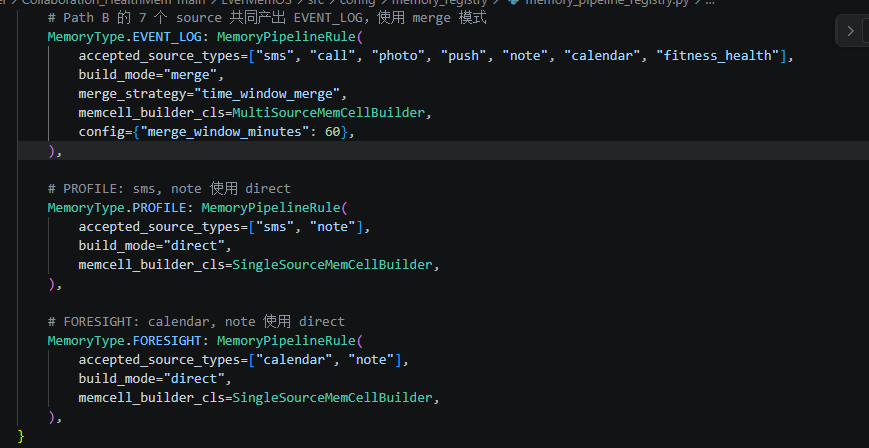 Collaboration_HealthMem main > EverMemOS > src > config > memory_registry > memory_pipeline_registry.py > ...
# Path B 的 7 个 source 共同产出 EVENT_LOG，使用 merge 模式
MemoryType.EVENT_LOG: MemoryPipelineRule(
accepted_source_types=["sms", "call", "photo", "push", "note", "calendar", "fitness_health"],
build_mode="merge",
merge_strategy="time_window_merge",
memcell_builder_cls=MultiSourceMemCellBuilder,
config={"merge_window_minutes": 60},
),
# PROFILE: sms, note 使用 direct
MemoryType.PROFILE: MemoryPipelineRule(
accepted_source_types=["sms", "note"],
build_mode="direct",
memcell_builder_cls=SingleSourceMemCellBuilder,
),
# FORESIGHT: calendar, note 使用 direct
MemoryType.FORESIGHT: MemoryPipelineRule(
accepted_source_types=["calendar", "note"],
build_mode="direct",
memcell_builder_cls=SingleSourceMemCellBuilder,
),
}